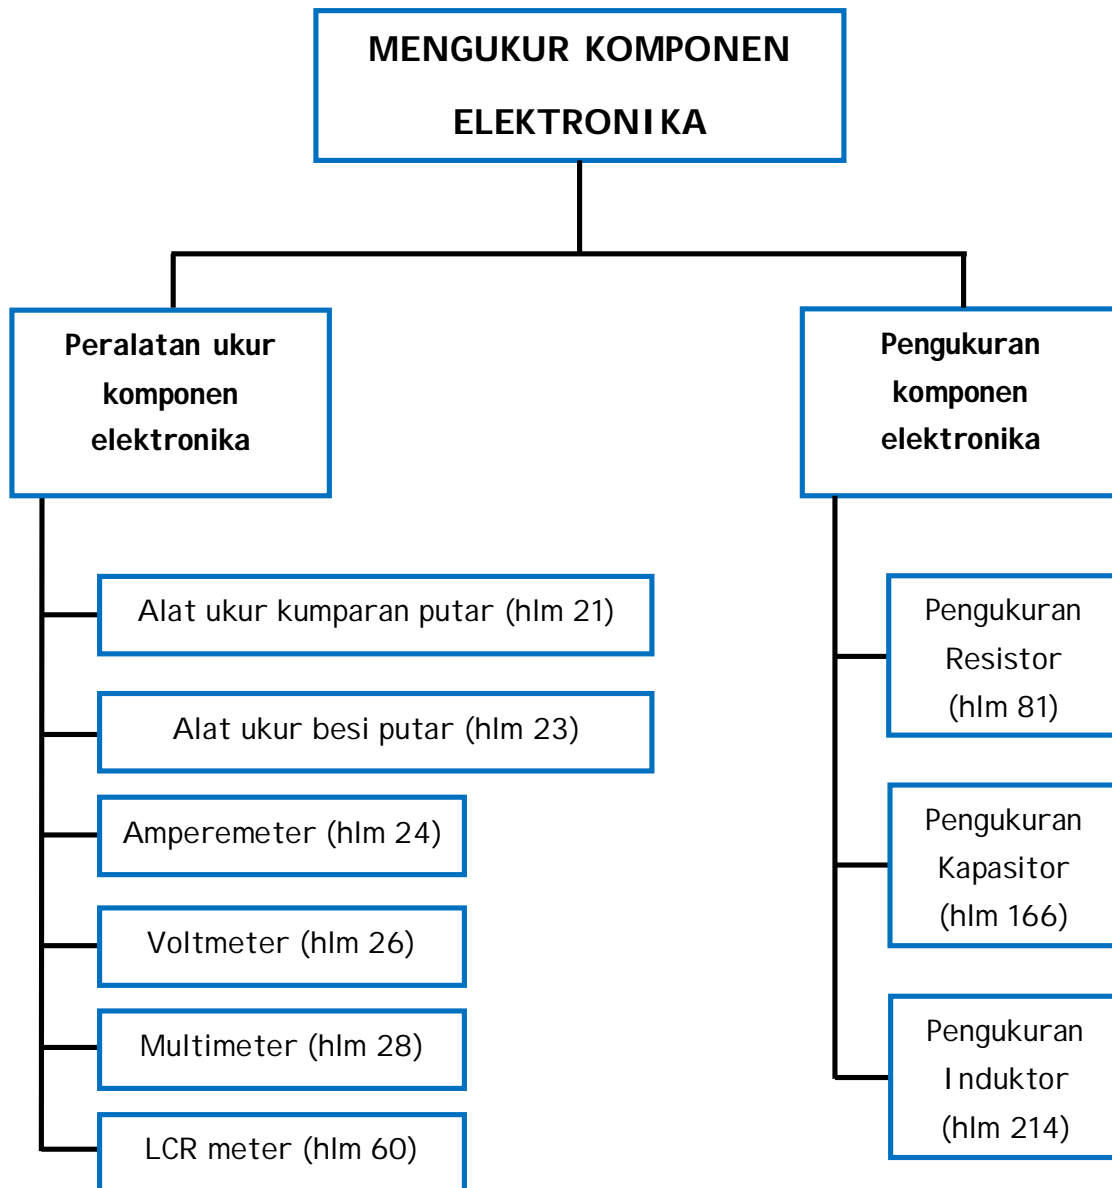 MENGUKUR KOMPONEN
ELEKTRONIKA
Peralatan ukur
komponen
elektronika
Alat ukur kumparan putar (hlm 21)
Alat ukur besi putar (hlm 23)
Amperemeter (hlm 24)
Voltmeter (hlm 26)
Multimeter (hlm 28)
LCR meter (hlm 60)
Pengukuran
komponen
elektronika
Pengukuran
Resistor
(hlm 81)
Pengukuran
Kapasitor
(hlm 166)
Pengukuran
Induktor
(hlm 214)